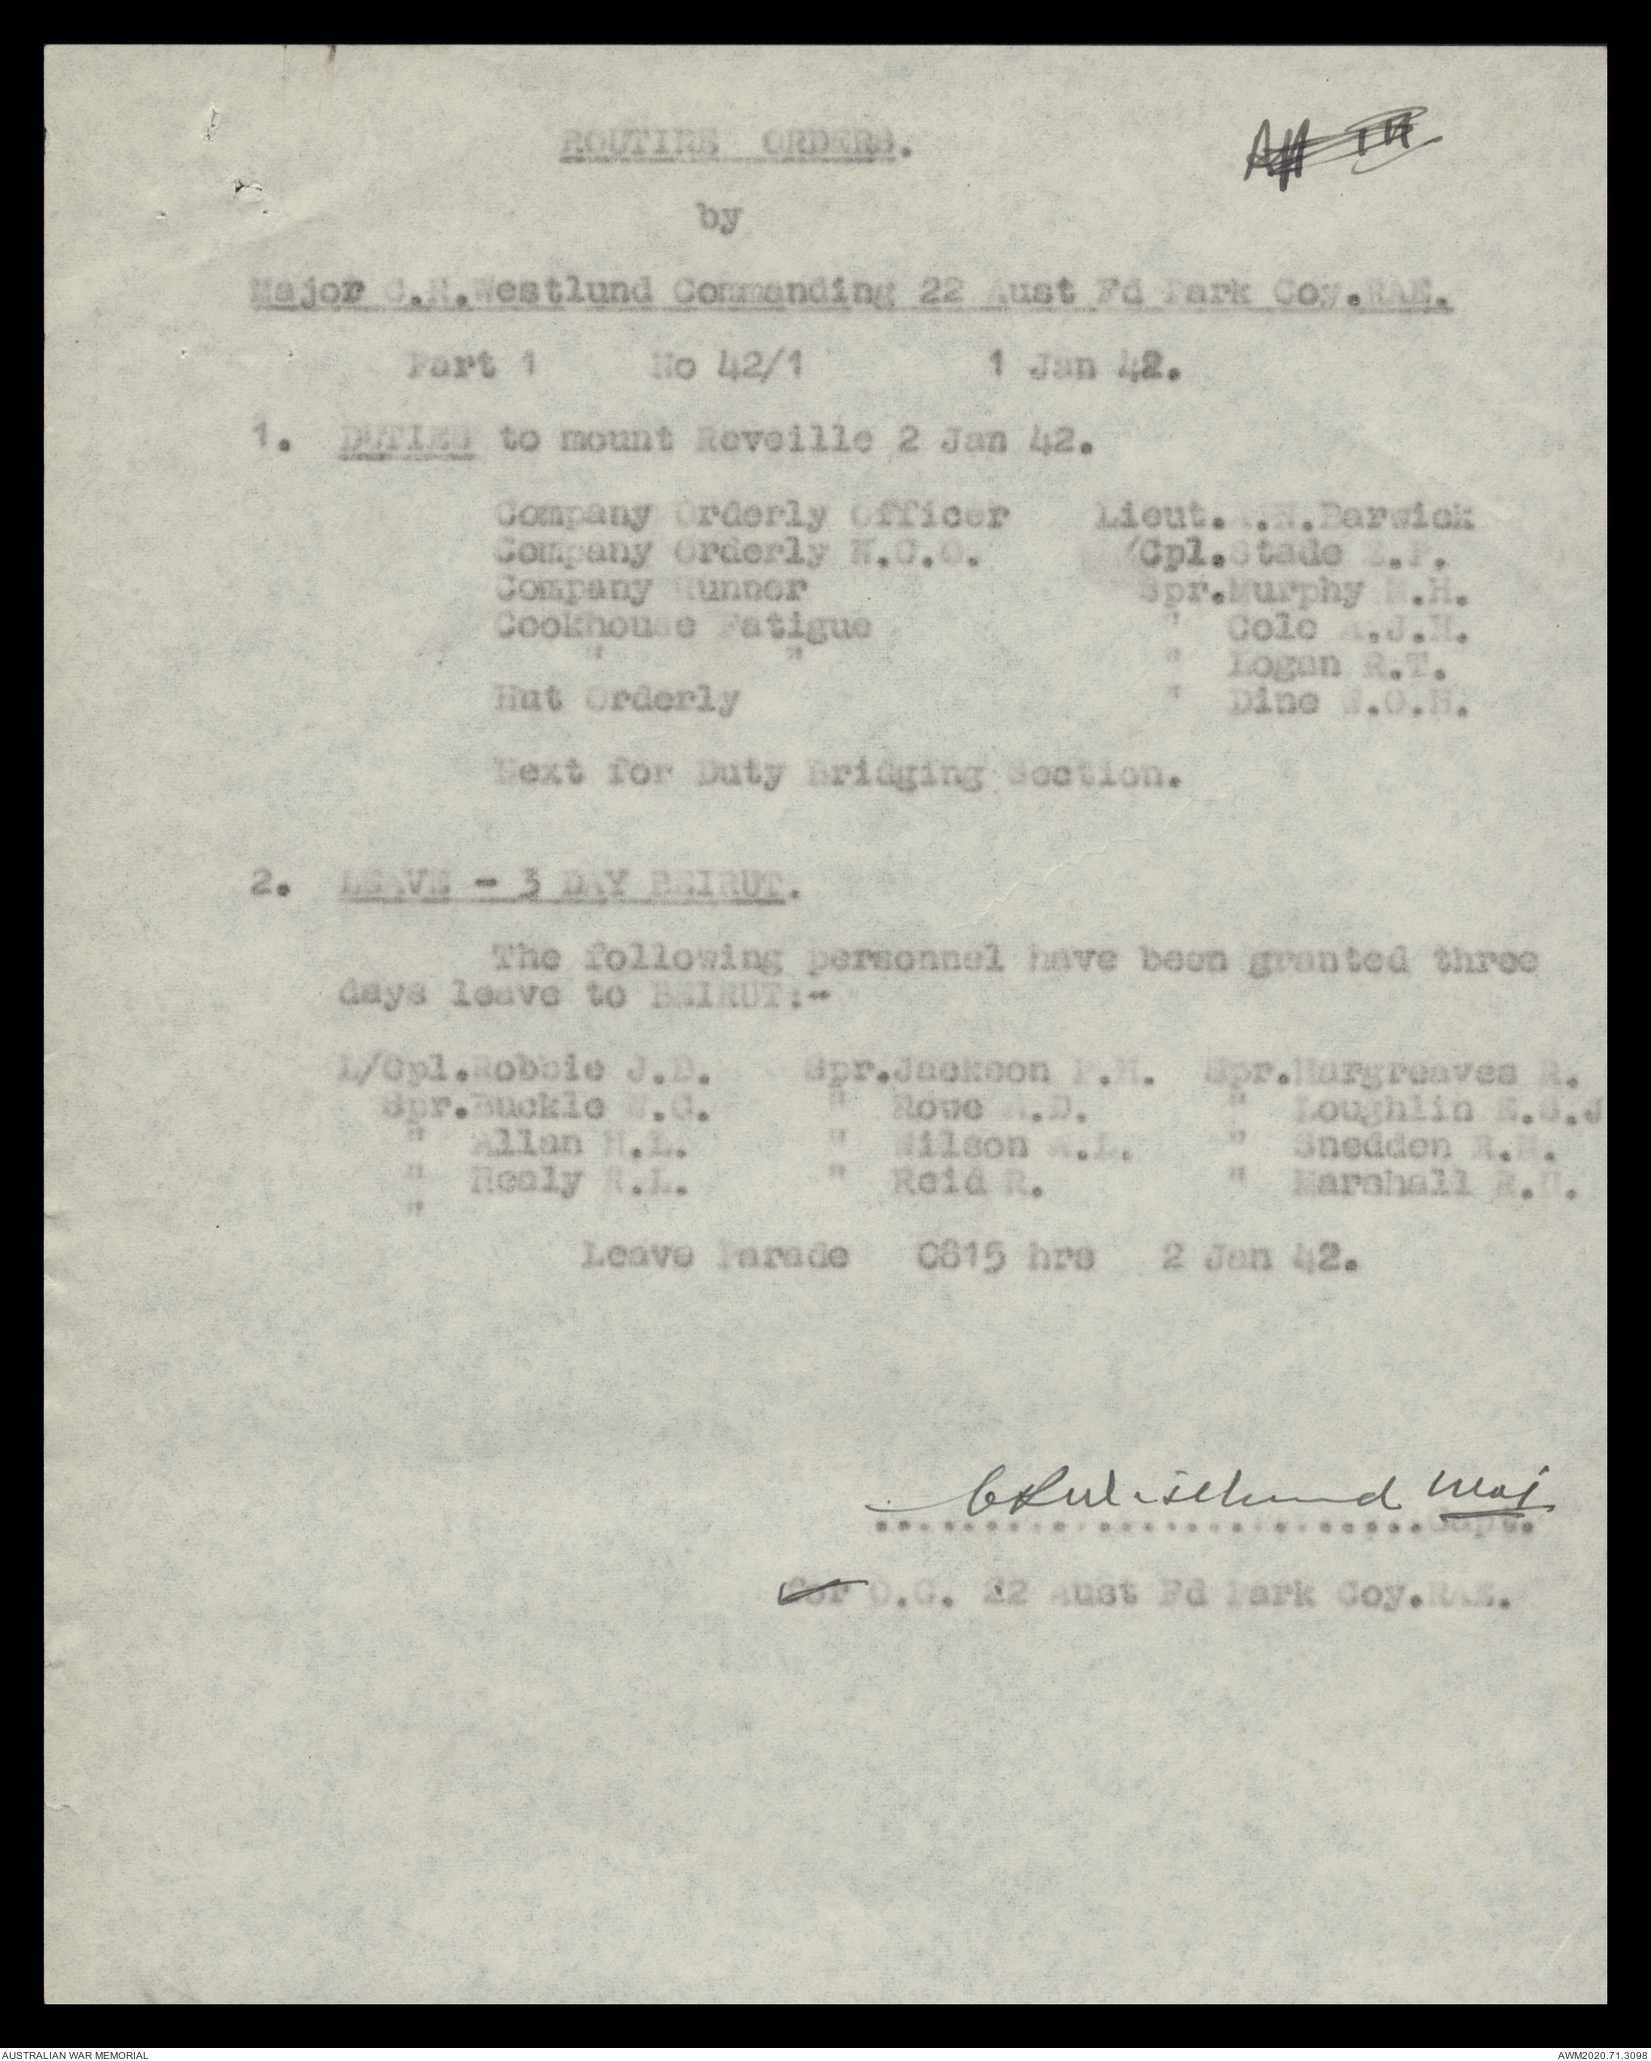 ROUTINE ORDERS.
App
by
Major C.R.Westlund Commanding 22 Aust Fd Park Coy.RAE.
Part 1 No 42/1 1 Jan 42.
1. DUTIES to mount Reveille 2 Jan 42.
Company Orderly Officer Lieut. .N.Darwick
Company Orderly N.C.O. /Cpl.Stade E.F.
Company Runner Spr.Murphy .H.
Cookhouse Fatigue " Cole A.J.H.
" " " Logan R.T.
Hut Orderly " Dine W.O.H.
Next for Duty Bridging Section.
2. LEAVE - 3 DAY BEIRUT.
The following personnel have been granted three
days leave to BEIRUT:-
L/Cpl.Robbie J.D. Spr.Jackson .H. Spr.Hargreaves R.
Spr.Buckle W.G. " Rowe .D. " Loughlin E.S.J
" Allan H.L. " Wilson A.L. " Snedden R.M.
" Healy R.L. " Reid R. " Marshall R.
"
Leave Parade 0815 hrs 2 Jan 42.
CRWestlund Maj
..........................Capt.
for O.C. 22 Aust Fd Park Coy.RAE.
AUSTRALIAN WAR MEMORIAL
AWM2020.71.3098